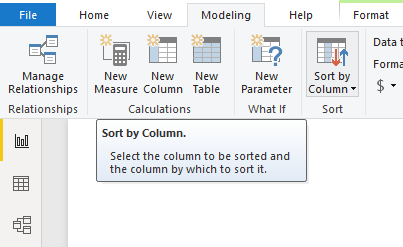 File Home View Modeling Help Format
Manage Relationships New Measure New Column New Table New Parameter Sort by Column Data t
Forma
$
Relationships Calculations What If Sort
Sort by Column.
Select the column to be sorted and
the column by which to sort it.